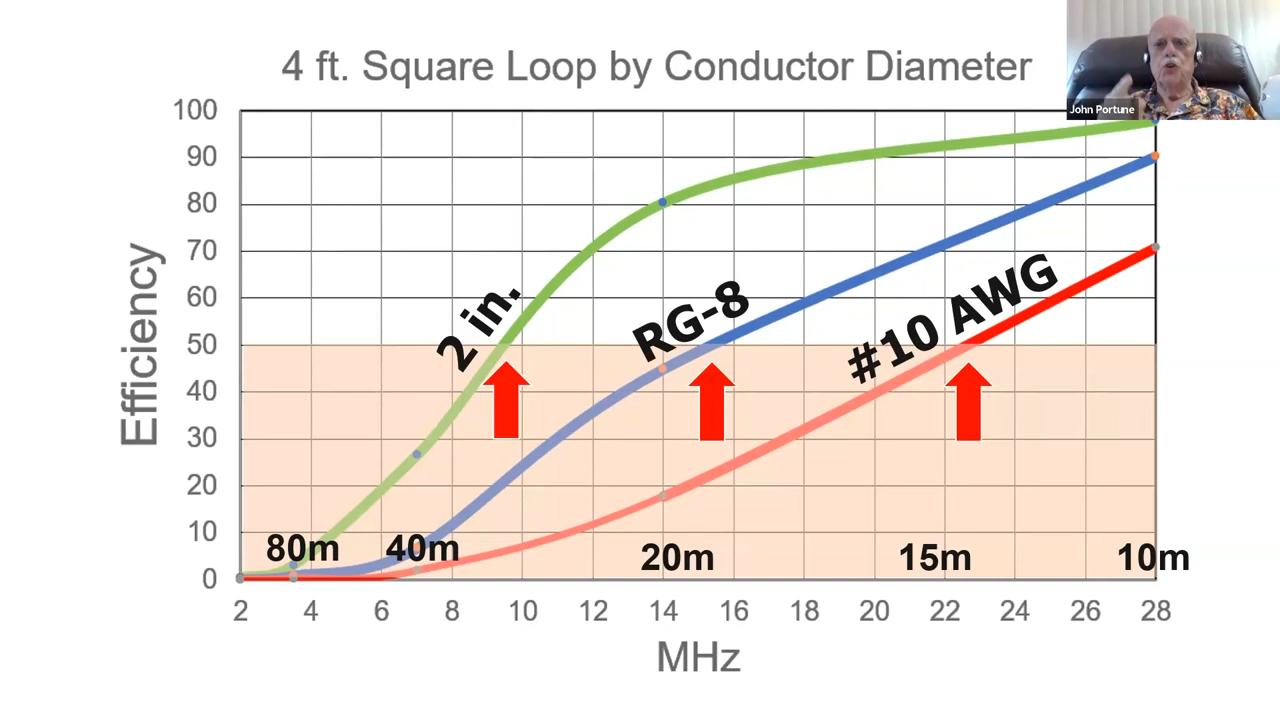 4 ft. Square Loop by Conductor Diameter
John Portune
Efficiency
100
90
80
70
60
50
40
30
20
10
0
2 in.
RG-8
#10 AWG
80m
40m
20m
15m
10m
2
4
6
8
10
12
14
16
18
20
22
24
26
28
MHz